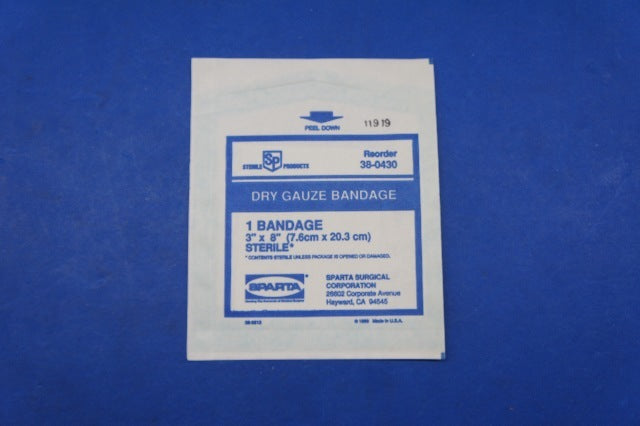 PEEL DOWN
11919
STERILE SP PRODUCTS
Reorder
38-0430
DRY GAUZE BANDAGE
1 BANDAGE
3" x 8" (7.6cm x 20.3 cm)
STERILE*
* CONTENTS STERILE UNLESS PACKAGE IS OPENED OR DAMAGED.
SPARTA
SPARTA SURGICAL
CORPORATION
26602 Corporate Avenue
Hayward, CA 94545
Made in U.S.A.